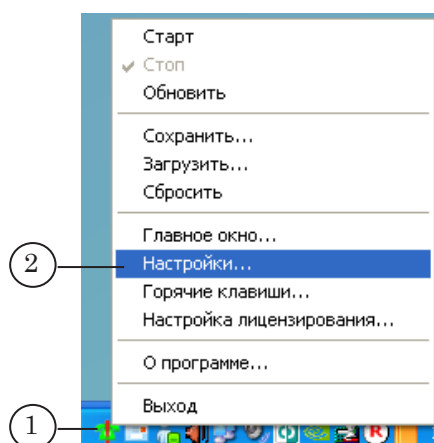 Старт
Стоп
Обновить
Сохранить...
Загрузить...
Сбросить
Главное окно...
2
Настройки...
Горячие клавиши...
Настройка лицензирования...
О программе...
Выход
1
R